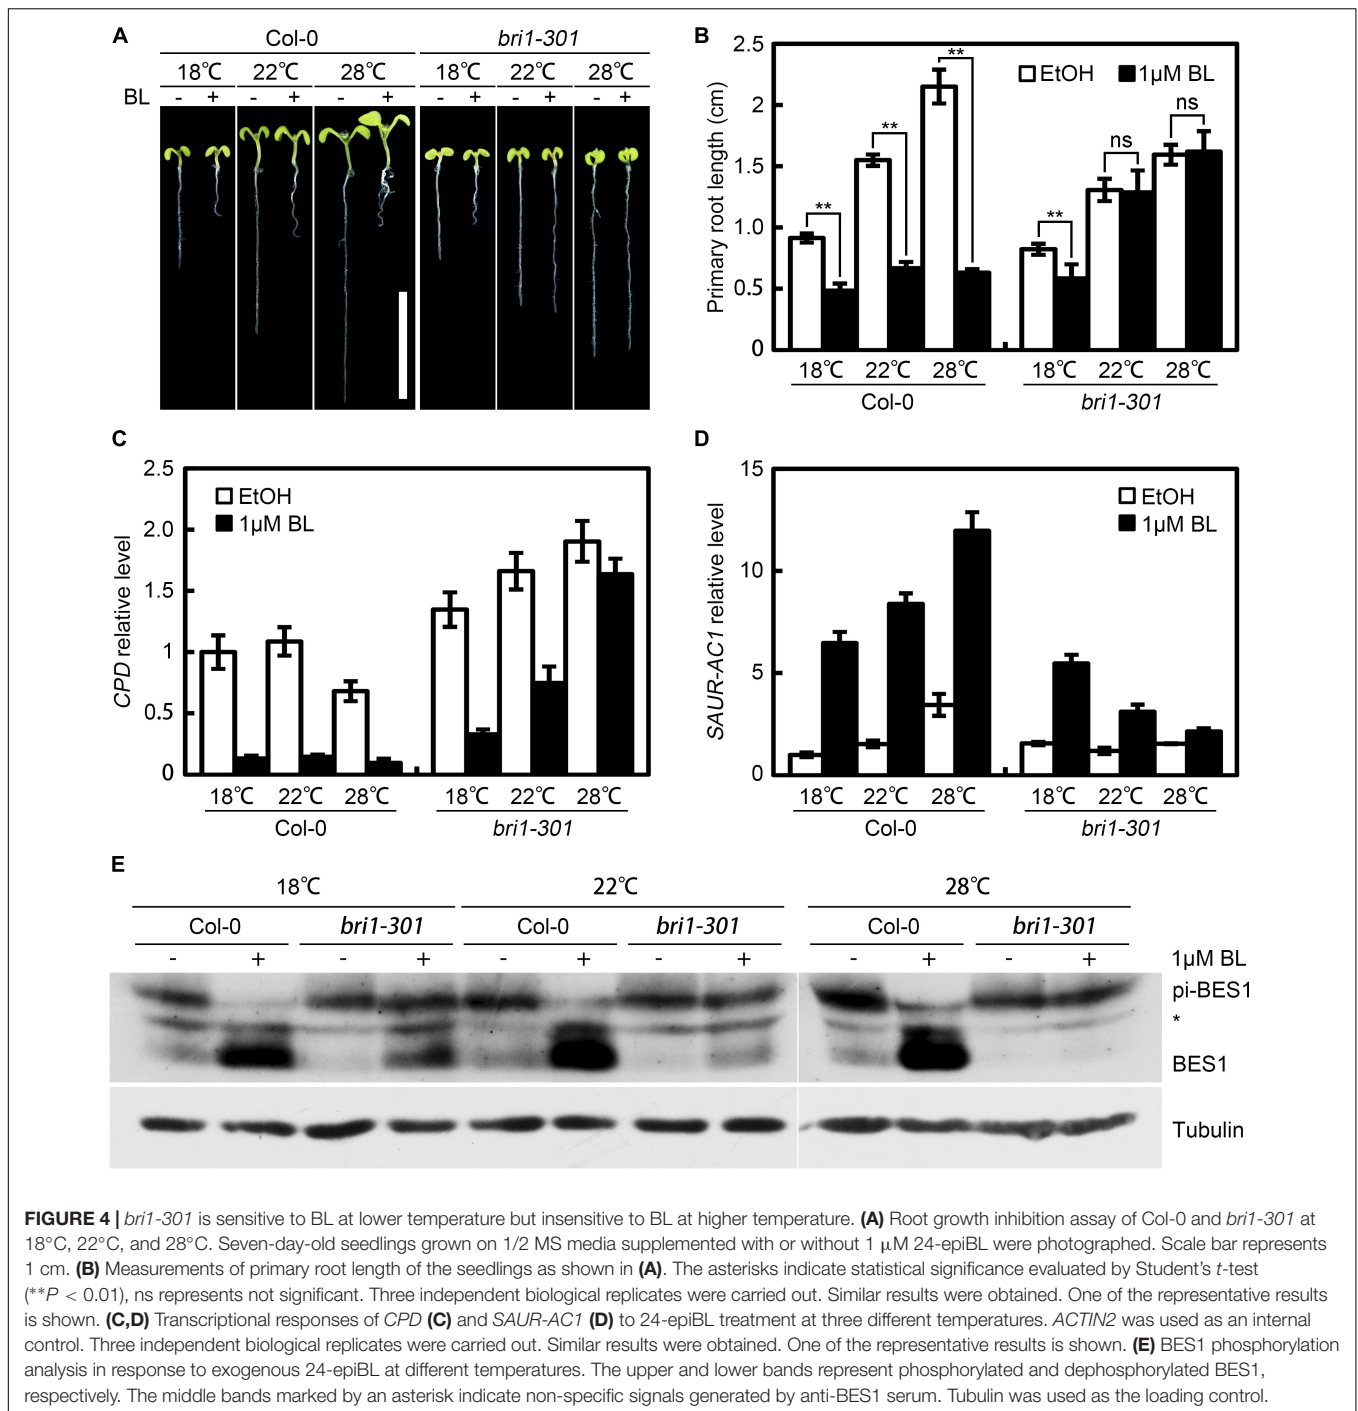 A
Col-0 bri1-301
18℃ 22℃ 28℃ 18℃ 22℃ 28℃
BL - + - + - + - + - + - +
B
Primary root length (cm)
2.5
2
1.5
1.0
0.5
0
EtOH 1µM BL
** ** ** ** ns ns
18℃ 22℃ 28℃ 18℃ 22℃ 28℃
Col-0 bri1-301
C
CPD relative level
2.5
2.0
1.5
1
0.5
0
EtOH
1µM BL
18℃ 22℃ 28℃ 18℃ 22℃ 28℃
Col-0 bri1-301
D
SAUR-AC1 relative level
15
10
5
0
EtOH
1µM BL
18℃ 22℃ 28℃ 18℃ 22℃ 28℃
Col-0 bri1-301
E
18℃ 22℃ 28℃
Col-0 bri1-301 Col-0 bri1-301 Col-0 bri1-301
- + - + - + - + - + - + 1µM BL
pi-BES1
*
BES1
Tubulin
FIGURE 4 | bri1-301 is sensitive to BL at lower temperature but insensitive to BL at higher temperature. (A) Root growth inhibition assay of Col-0 and bri1-301 at
18°C, 22°C, and 28°C. Seven-day-old seedlings grown on 1/2 MS media supplemented with or without 1 μM 24-epiBL were photographed. Scale bar represents
1 cm. (B) Measurements of primary root length of the seedlings as shown in (A). The asterisks indicate statistical significance evaluated by Student's t-test
(**P < 0.01), ns represents not significant. Three independent biological replicates were carried out. Similar results were obtained. One of the representative results
is shown. (C,D) Transcriptional responses of CPD (C) and SAUR-AC1 (D) to 24-epiBL treatment at three different temperatures. ACTIN2 was used as an internal
control. Three independent biological replicates were carried out. Similar results were obtained. One of the representative results is shown. (E) BES1 phosphorylation
analysis in response to exogenous 24-epiBL at different temperatures. The upper and lower bands represent phosphorylated and dephosphorylated BES1,
respectively. The middle bands marked by an asterisk indicate non-specific signals generated by anti-BES1 serum. Tubulin was used as the loading control.